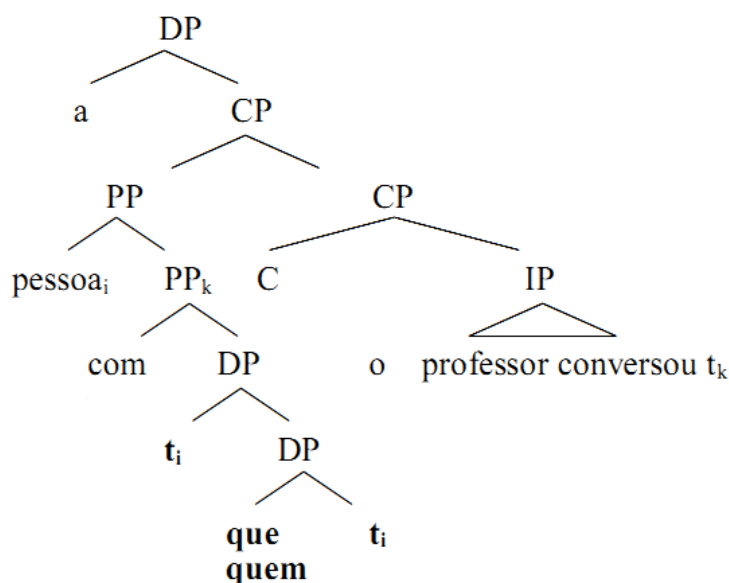 DP
a CP
PP CP
pessoaᵢ PPₖ C IP
com DP o professor conversou tₖ
tᵢ DP
que tᵢ
quem